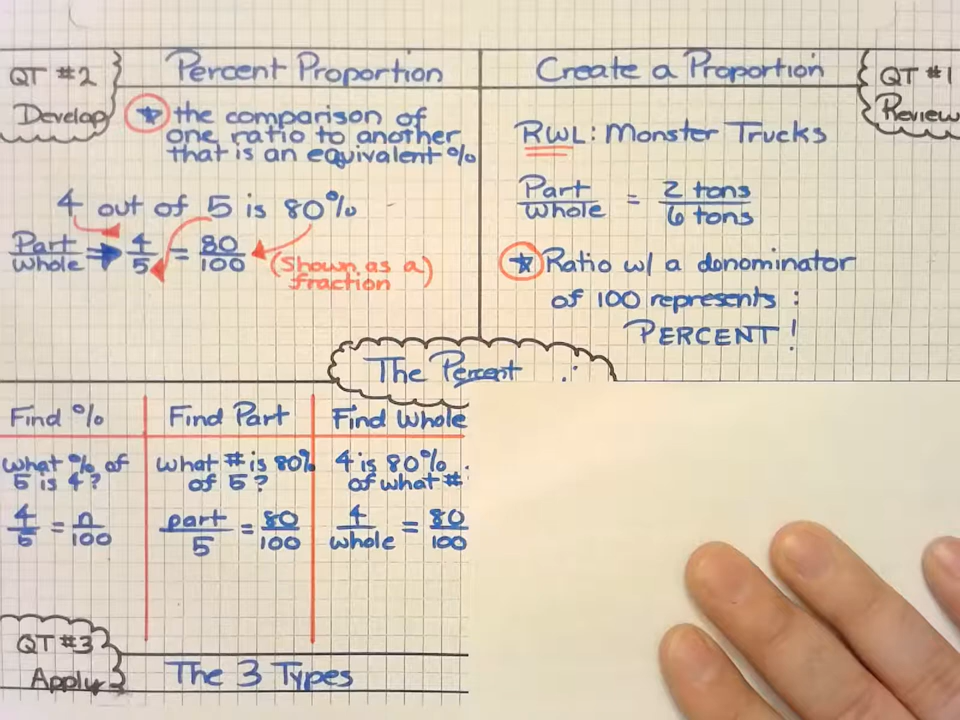 QT #2
Develop
Percent Proportion
the comparison of
one ratio to another
that is an equivalent %
4 out of 5 is 80%
Part/Whole 4/5 = 80/100
(Shown as a
fraction)
Create a Proportion
QT #1
Review
RWL: Monster Trucks
Part/Whole = 2 tons/6 tons
Ratio w/ a denominator
of 100 represents :
PERCENT!
The Percent
Find %
What % of
5 is 4?
4/5 = n/100
Find Part
What # is 80%
of 5?
part/5 = 80/100
Find Whole
4 is 80%
of what #
4/whole = 80/100
QT #3
Apply
The 3 Types